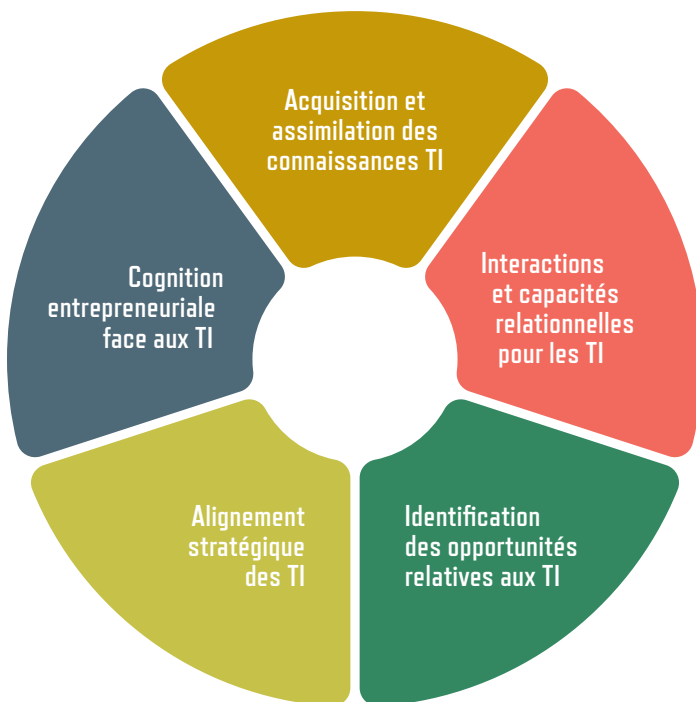 Acquisition et
assimilation des
connaissances TI
Interactions
et capacités
relationnelles
pour les TI
Identification
des opportunités
relatives aux TI
Alignement
stratégique
des TI
Cognition
entrepreneuriale
face aux TI